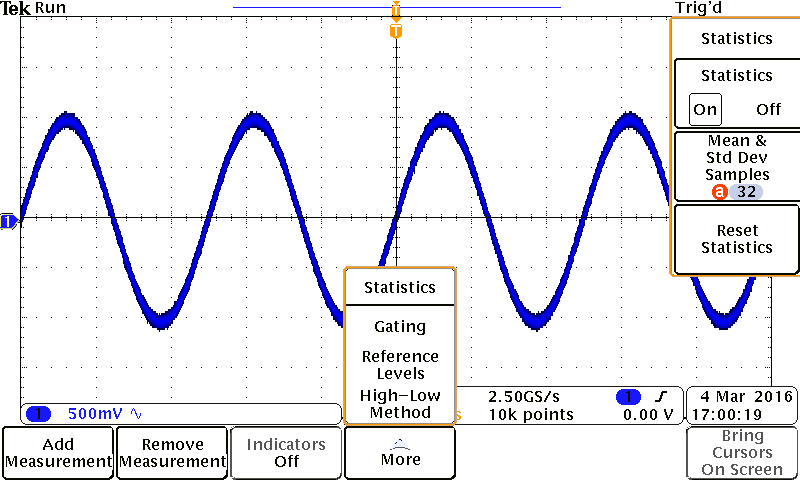 Tek Run
Trig'd
T
T
Statistics
Statistics
On Off
Mean &
Std Dev
Samples
a 32
Reset
Statistics
1
Statistics
Gating
Reference
Levels
High-Low
Method
1 500mV ∿
2.50GS/s
10k points
1
0.00 V
4 Mar 2016
17:00:19
Add
Measurement
Remove
Measurement
Indicators
Off
More
Bring
Cursors
On Screen